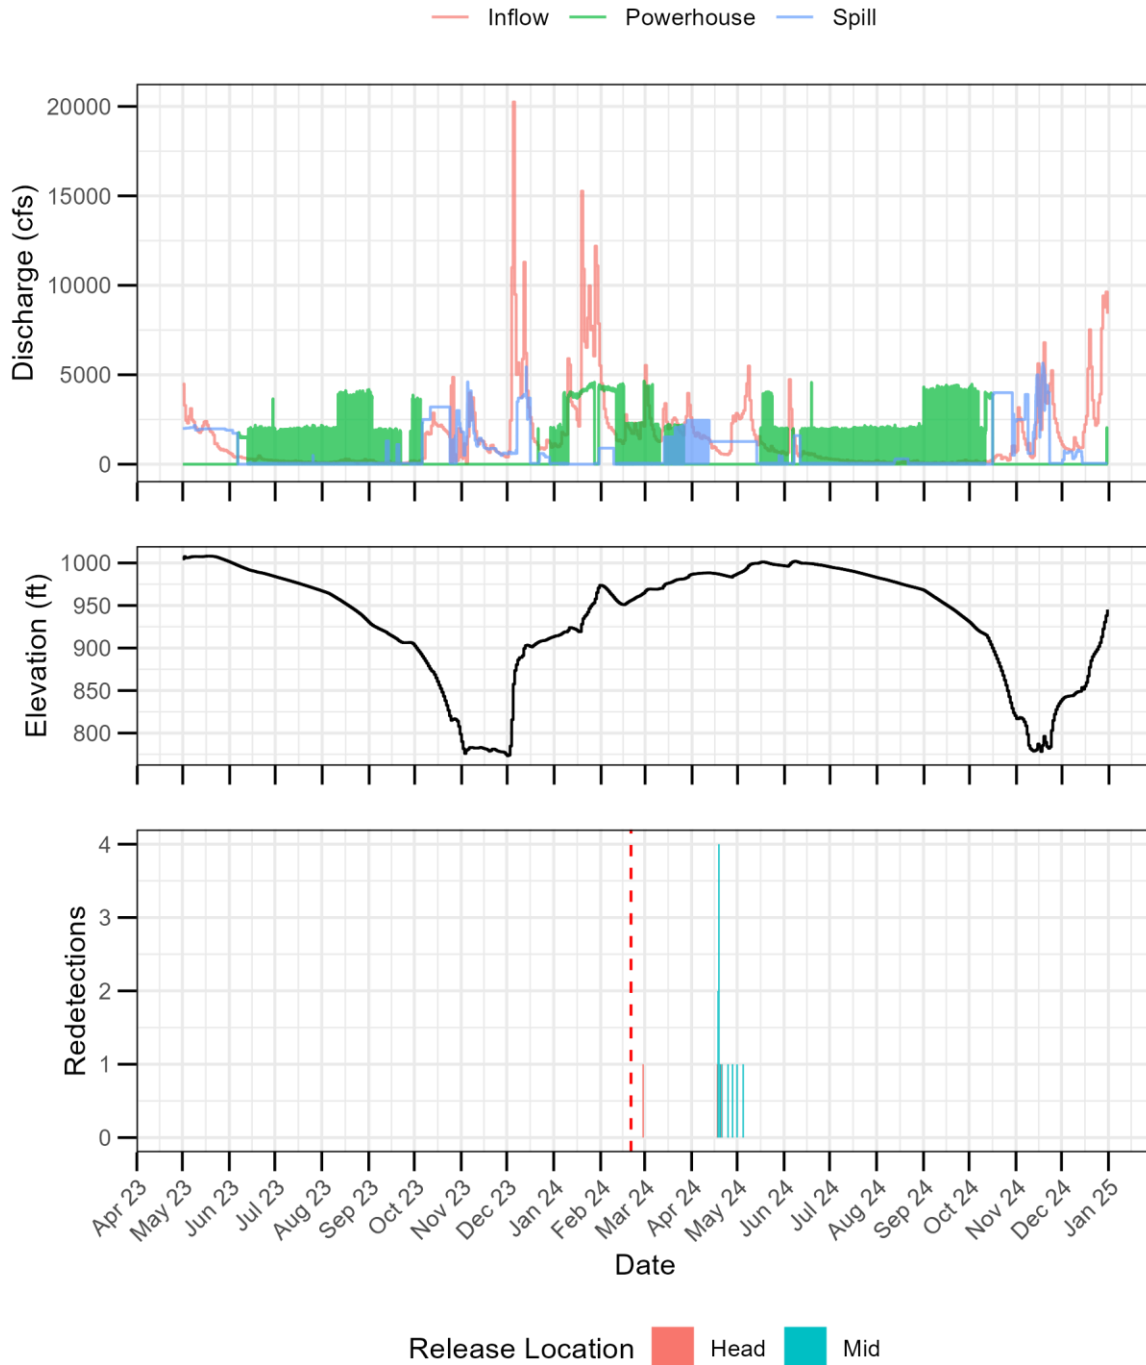 Inflow Powerhouse Spill
Discharge (cfs)
20000
15000
10000
5000
0
Elevation (ft)
1000
950
900
850
800
Redetections
4
3
2
1
0
Apr 23 May 23 Jun 23 Jul 23 Aug 23 Sep 23 Oct 23 Nov 23 Dec 23 Jan 24 Feb 24 Mar 24 Apr 24 May 24 Jun 24 Jul 24 Aug 24 Sep 24 Oct 24 Nov 24 Dec 24 Jan 25
Date
Release Location Head Mid